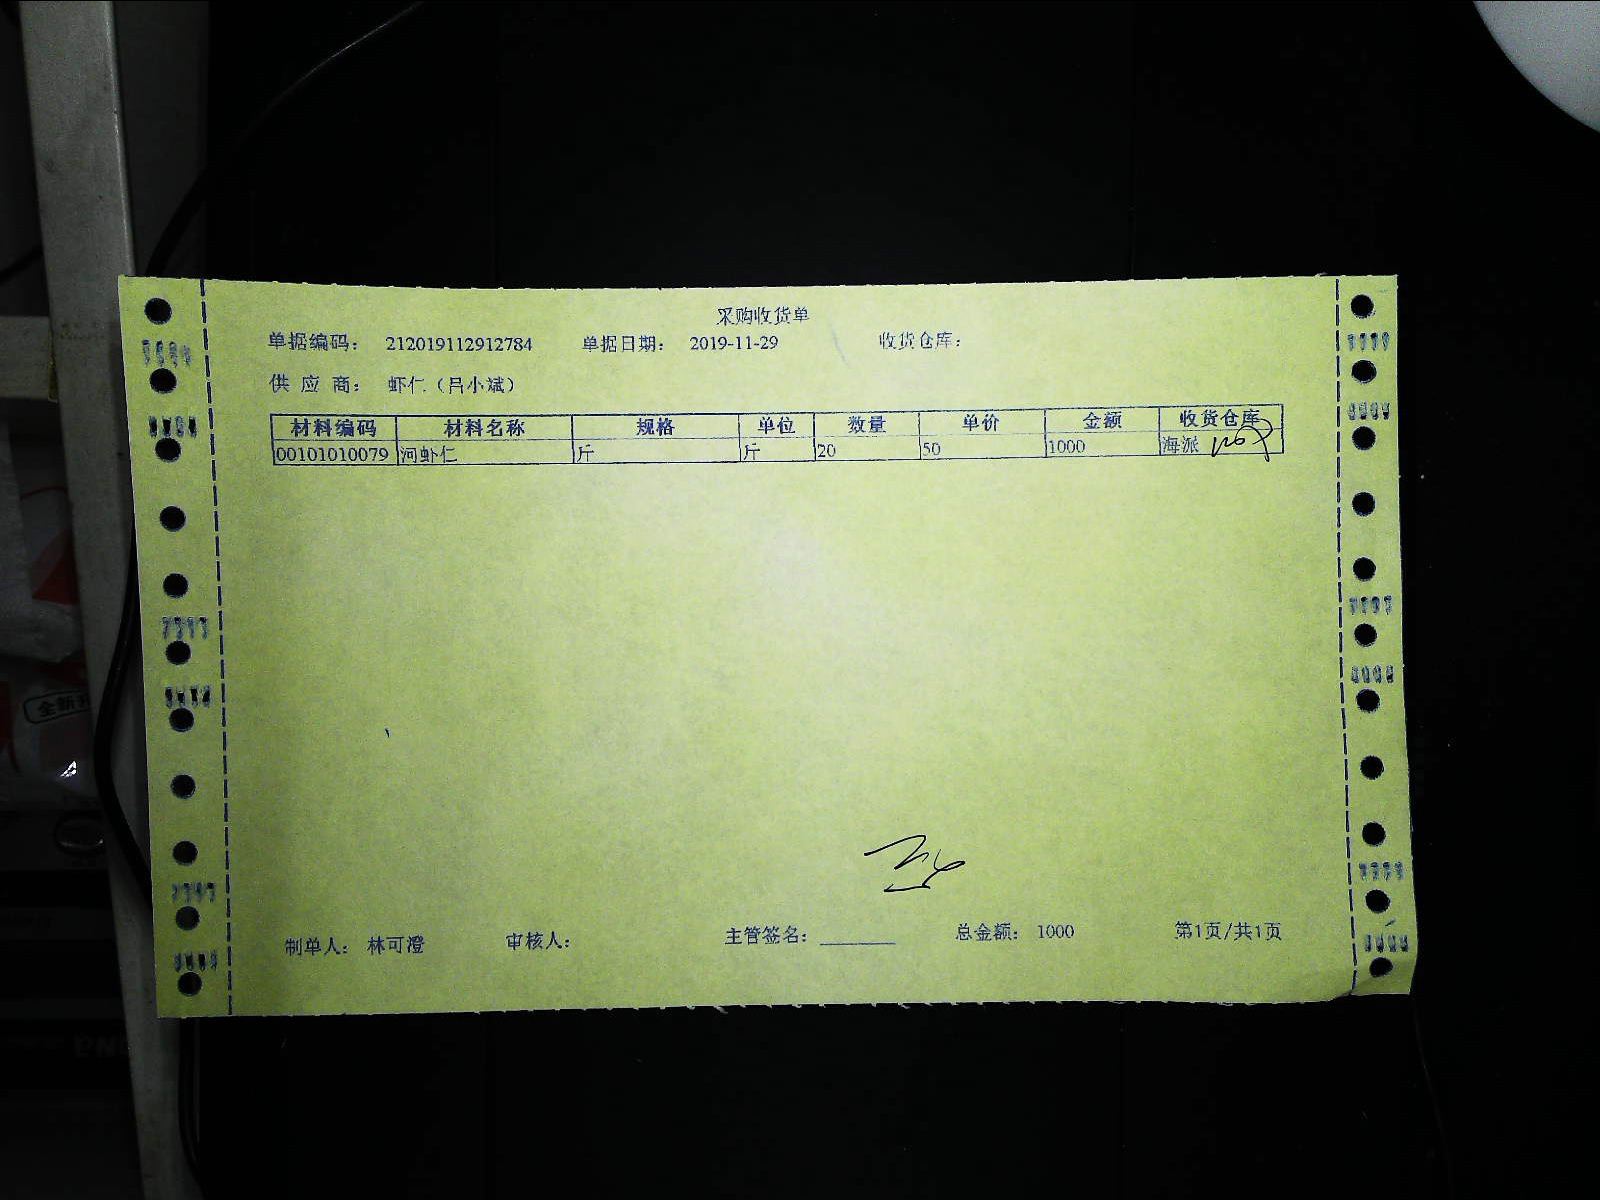 采购收货单
单据编码： 212019112912784 单据日期： 2019-11-29 收货仓库：
供 应 商： 虾仁（吕小斌）
材料编码 材料名称 规格 单位 数量 单价 金额 收货仓库
00101010079 河虾仁 斤 斤 20 50 1000 海派
制单人： 林可澄 审核人： 主管签名： 总金额： 1000 第1页/共1页
全新